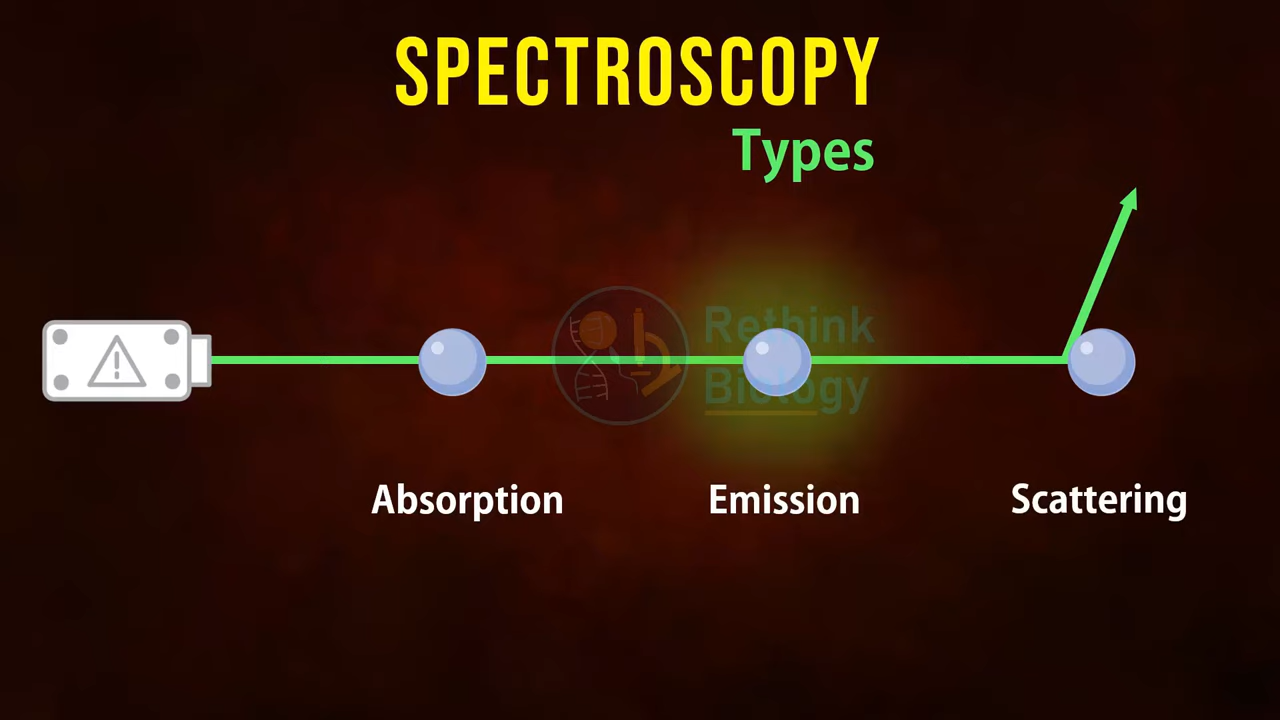 SPECTROSCOPY
Types
Rethink
Biology
Absorption
Emission
Scattering